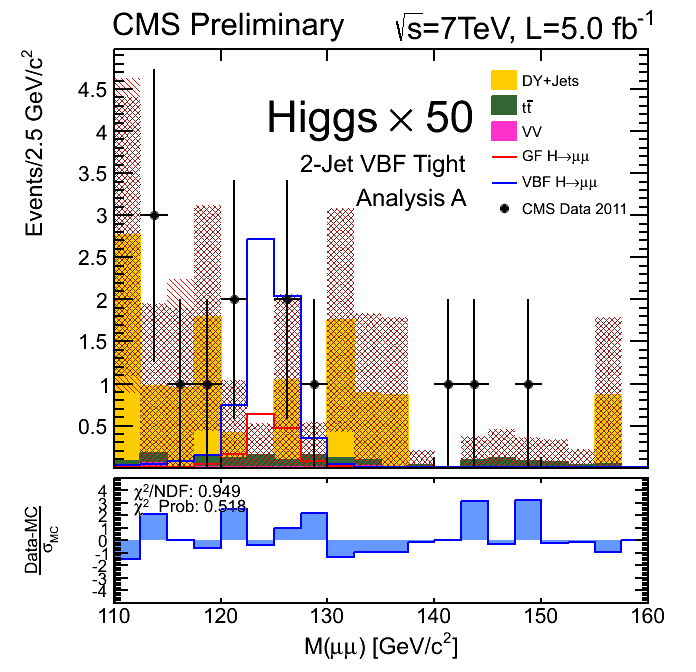 CMS Preliminary
√s=7TeV, L=5.0 fb⁻¹
Events/2.5 GeV/c²
4.5
4
3.5
3
2.5
2
1.5
1
0.5
Higgs × 50
2-Jet VBF Tight
Analysis A
DY+Jets
tt̄
VV
GF H→μμ
VBF H→μμ
CMS Data 2011
Data-MC
σMC
4
3
2
1
0
-1
-2
-3
-4
χ²/NDF: 0.949
χ² Prob: 0.518
110 120 130 140 150 160
M(μμ) [GeV/c²]